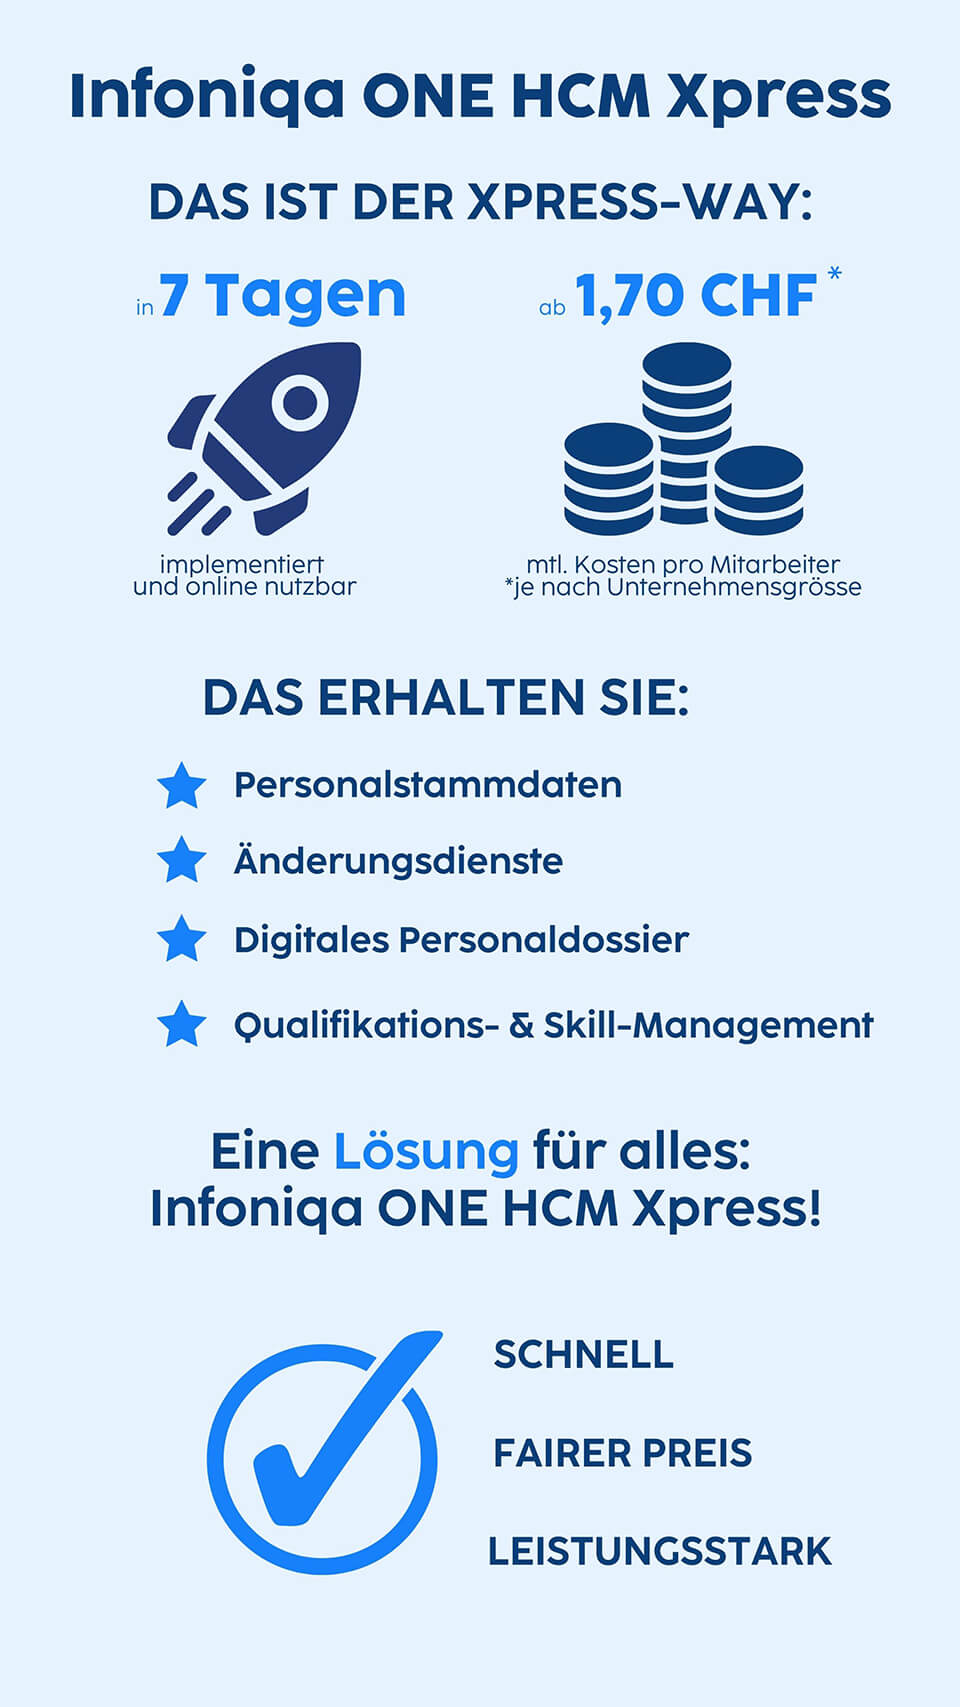 Infoniqa ONE HCM Xpress
DAS IST DER XPRESS-WAY:
in 7 Tagen
ab 1,70 CHF*
implementiert
und online nutzbar
mtl. Kosten pro Mitarbeiter
*je nach Unternehmensgrösse
DAS ERHALTEN SIE:
Personalstammdaten
Änderungsdienste
Digitales Personaldossier
Qualifikations- & Skill-Management
Eine Lösung für alles:
Infoniqa ONE HCM Xpress!
SCHNELL
FAIRER PREIS
LEISTUNGSSTARK